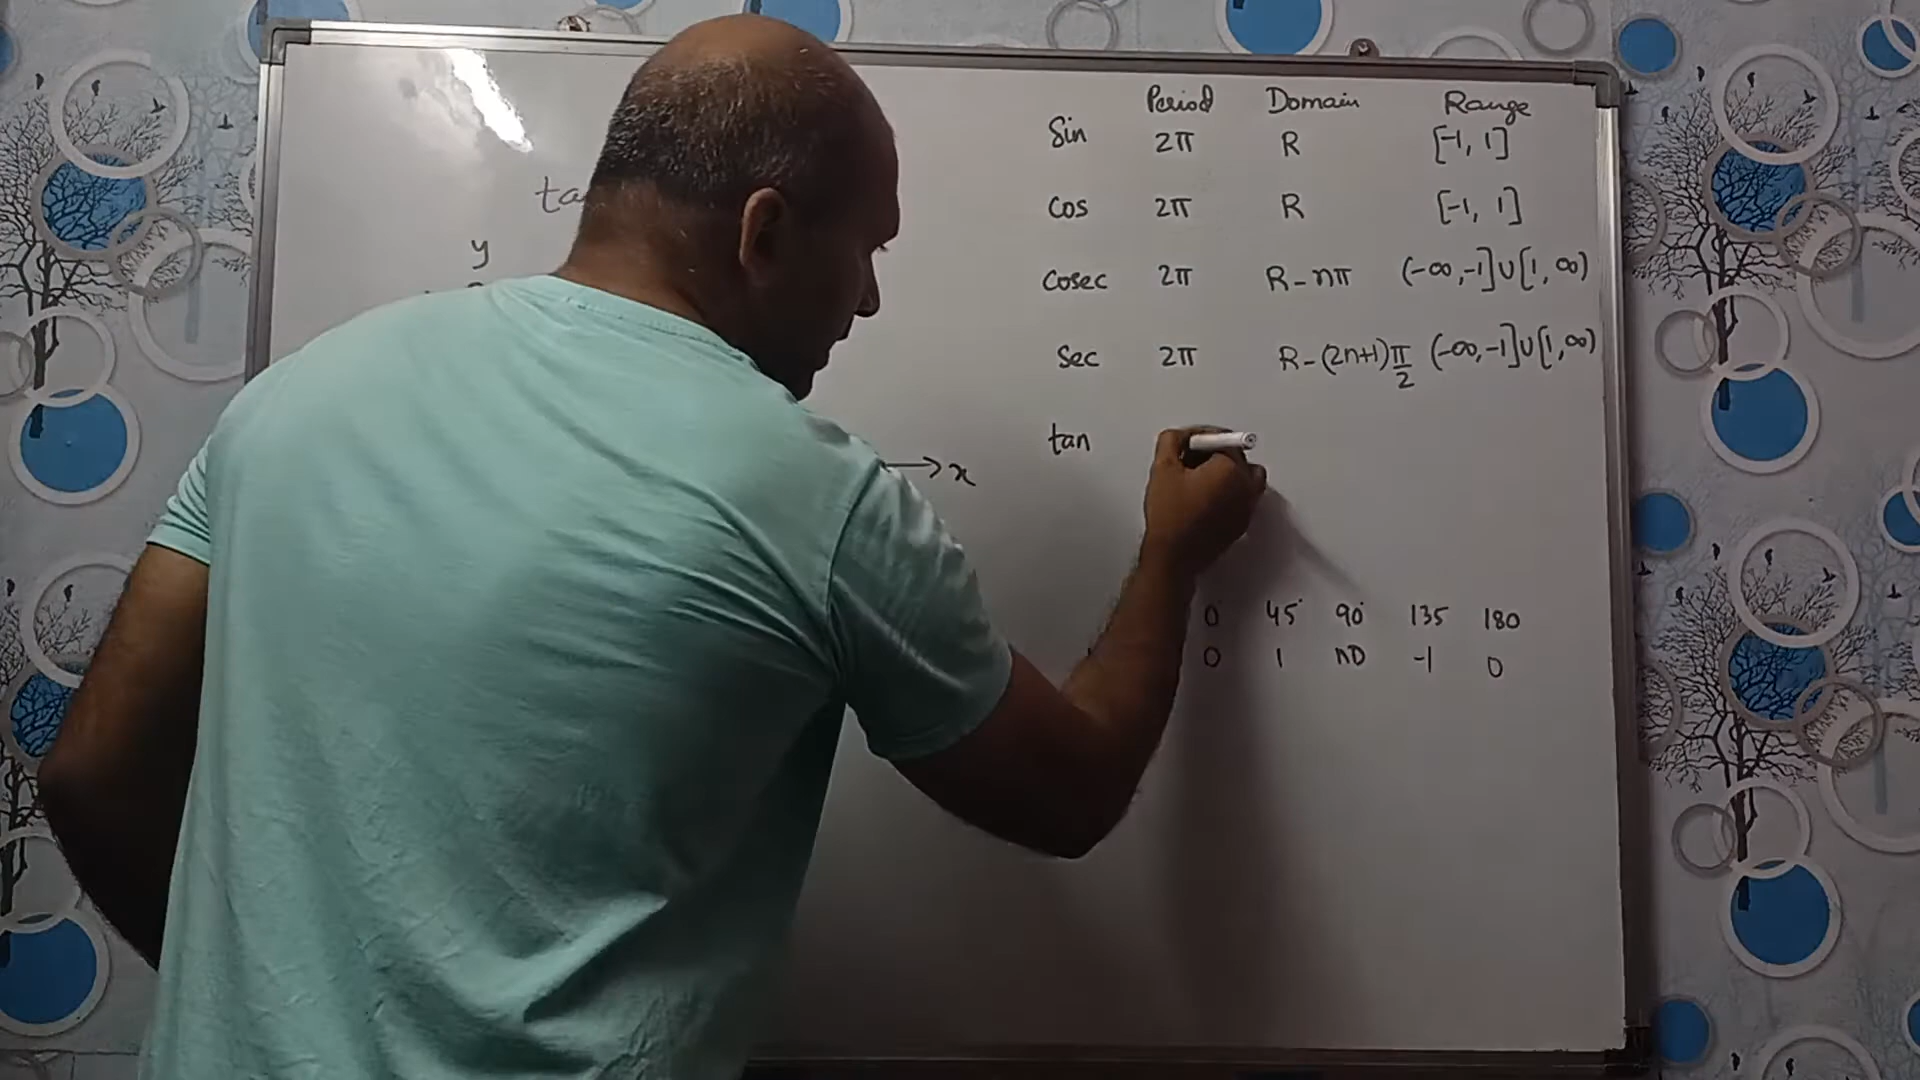 ta
y
x
Period Domain Range
Sin 2π R [-1, 1]
Cos 2π R [-1, 1]
Cosec 2π R-nπ (-∞,-1]∪[1, ∞)
Sec 2π R-(2n+1)π/2 (-∞,-1]∪[1,∞)
tan
0 45° 90° 135 180
0 1 ND -1 0